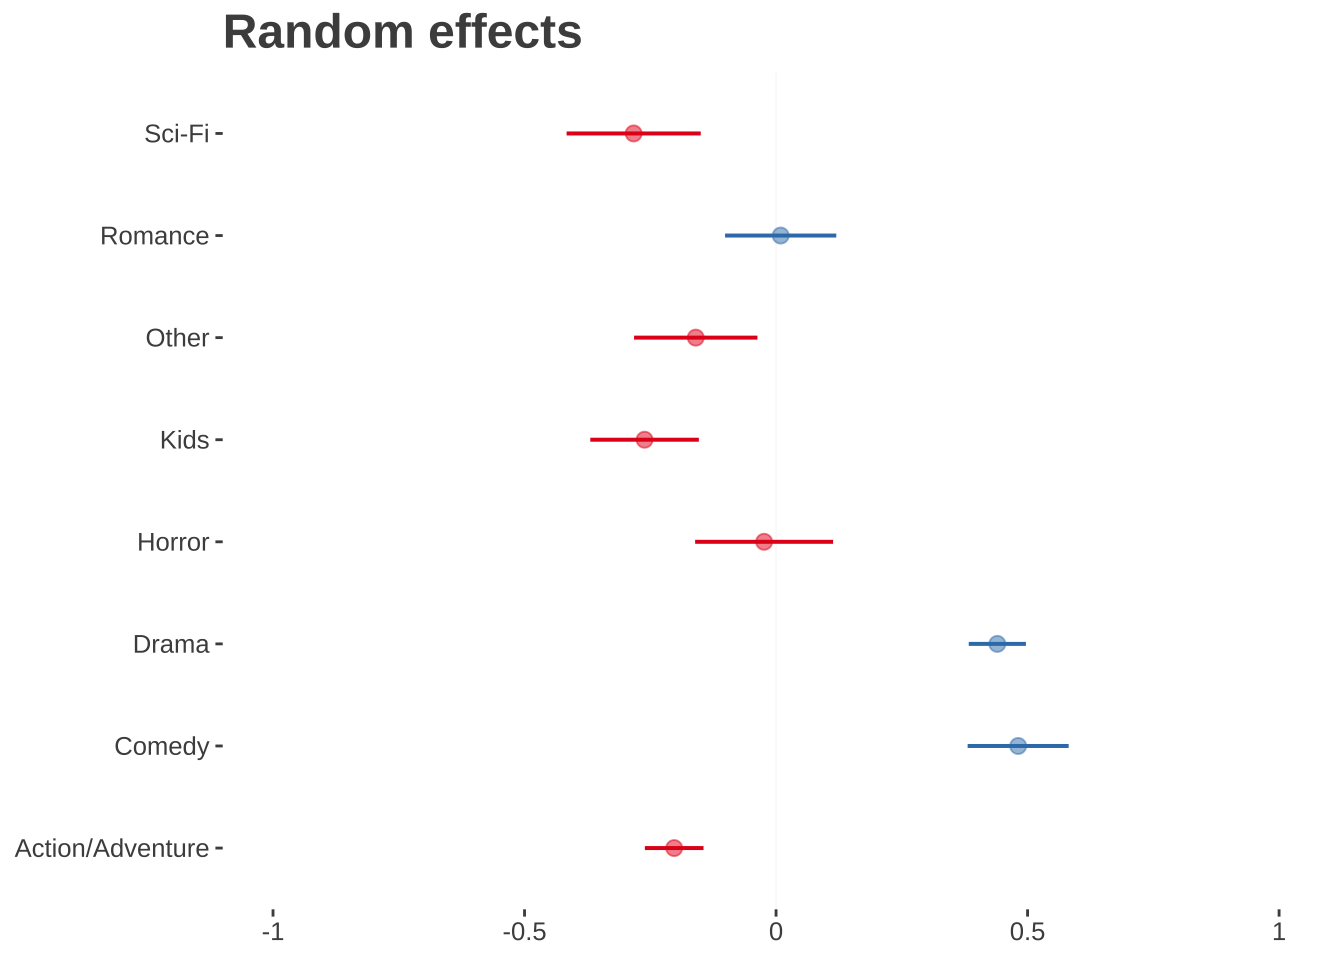 Random effects
Sci-Fi
Romance
Other
Kids
Horror
Drama
Comedy
Action/Adventure
-1 -0.5 0 0.5 1